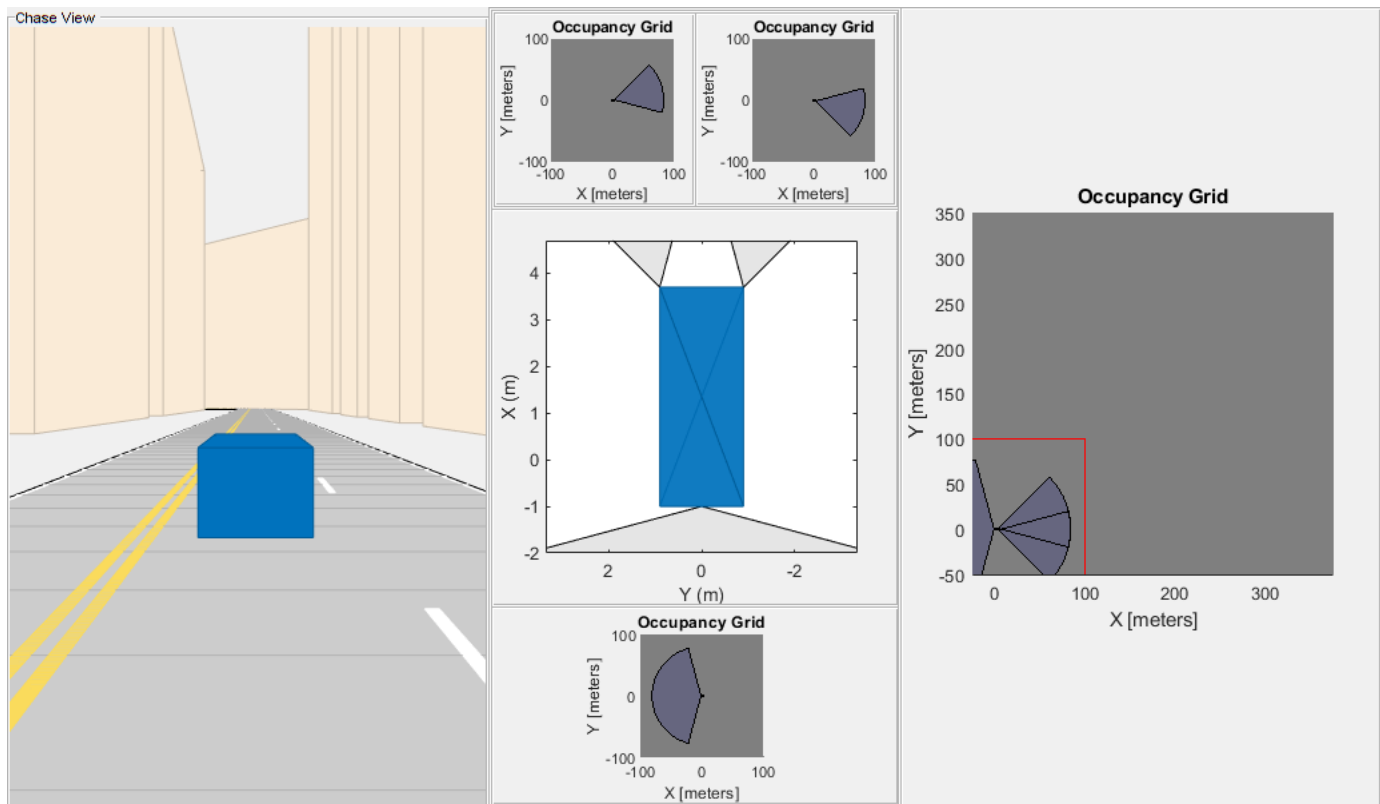 Chase View
Occupancy Grid
100
0
-100
Y [meters]
-100 0 100
X [meters]
Occupancy Grid
100
0
-100
Y [meters]
-100 0 100
X [meters]
4
3
2
1
0
-1
-2
X (m)
2 0 -2
Y (m)
Occupancy Grid
100
0
-100
Y [meters]
-100 0 100
X [meters]
Occupancy Grid
350
300
250
200
150
100
50
0
-50
Y [meters]
0 100 200 300
X [meters]